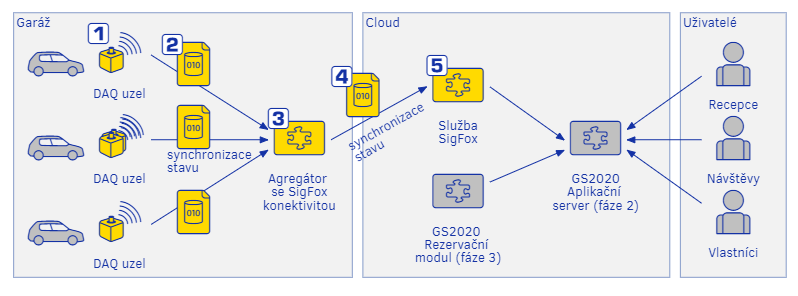 Garáž
1
2
010
DAQ uzel
010
synchronizace
stavu
DAQ uzel
010
DAQ uzel
3
Agregátor
se SigFox
konektivitou
4
010
synchronizace
stavu
Cloud
5
Služba
SigFox
GS2020
Rezervační
modul (fáze 3)
GS2020
Aplikační
server (fáze 2)
Uživatelé
Recepce
Návštěvy
Vlastníci